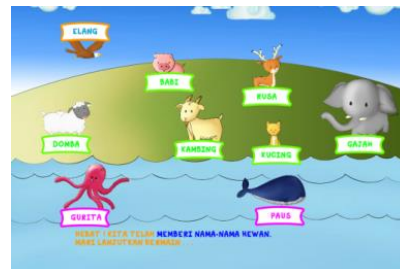 ELANG
BABI
RUSA
DOMBA
KAMBING
KUCING
GAJAH
GURITA
PAUS
HEBAT ! KITA TELAH MEMBERI NAMA-NAMA HEWAN.
MARI LANJUTKAN BERMAIN